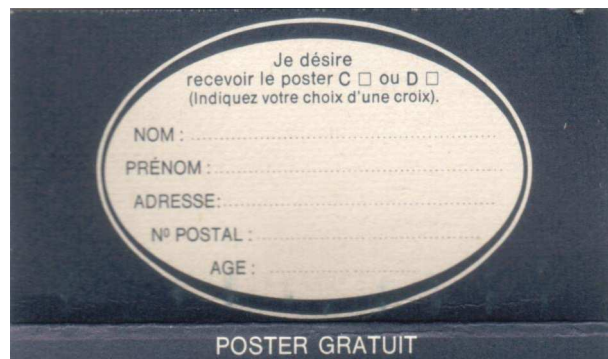 Je désire
recevoir le poster C □ ou D □
(Indiquez votre choix d'une croix).
NOM :
PRÉNOM :
ADRESSE:
Nº POSTAL :
AGE :
POSTER GRATUIT